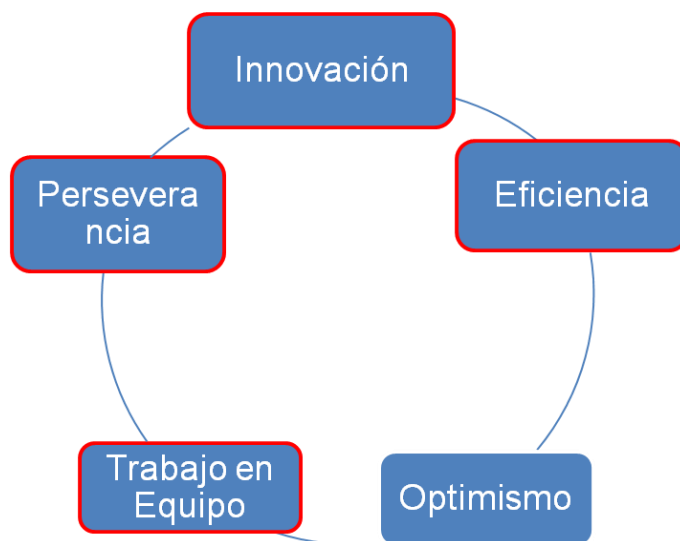 Innovación
Eficiencia
Optimismo
Trabajo en
Equipo
Persevera
ncia